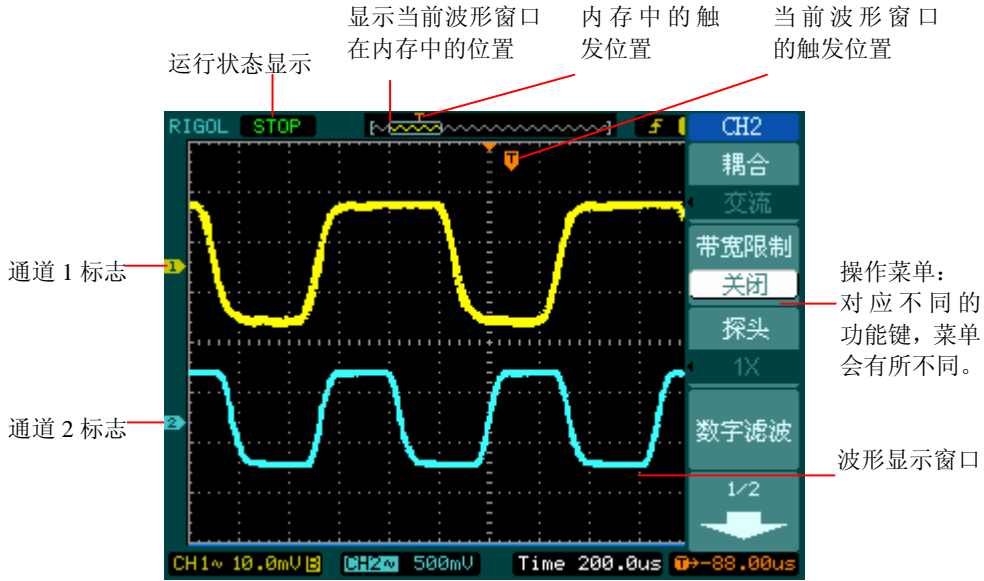 显示当前波形窗口
在内存中的位置
内存中的触
发位置
当前波形窗口
的触发位置
运行状态显示
RIGOL STOP
T
CH2
T
耦合
交流
通道 1 标志
1
带宽限制
关闭
操作菜单：
对应不同的
功能键，菜单
会有所不同。
探头
1X
通道 2 标志
2
数字滤波
波形显示窗口
1/2
CH1~ 10.0mV B CH2~ 500mV Time 200.0us T→-88.00us